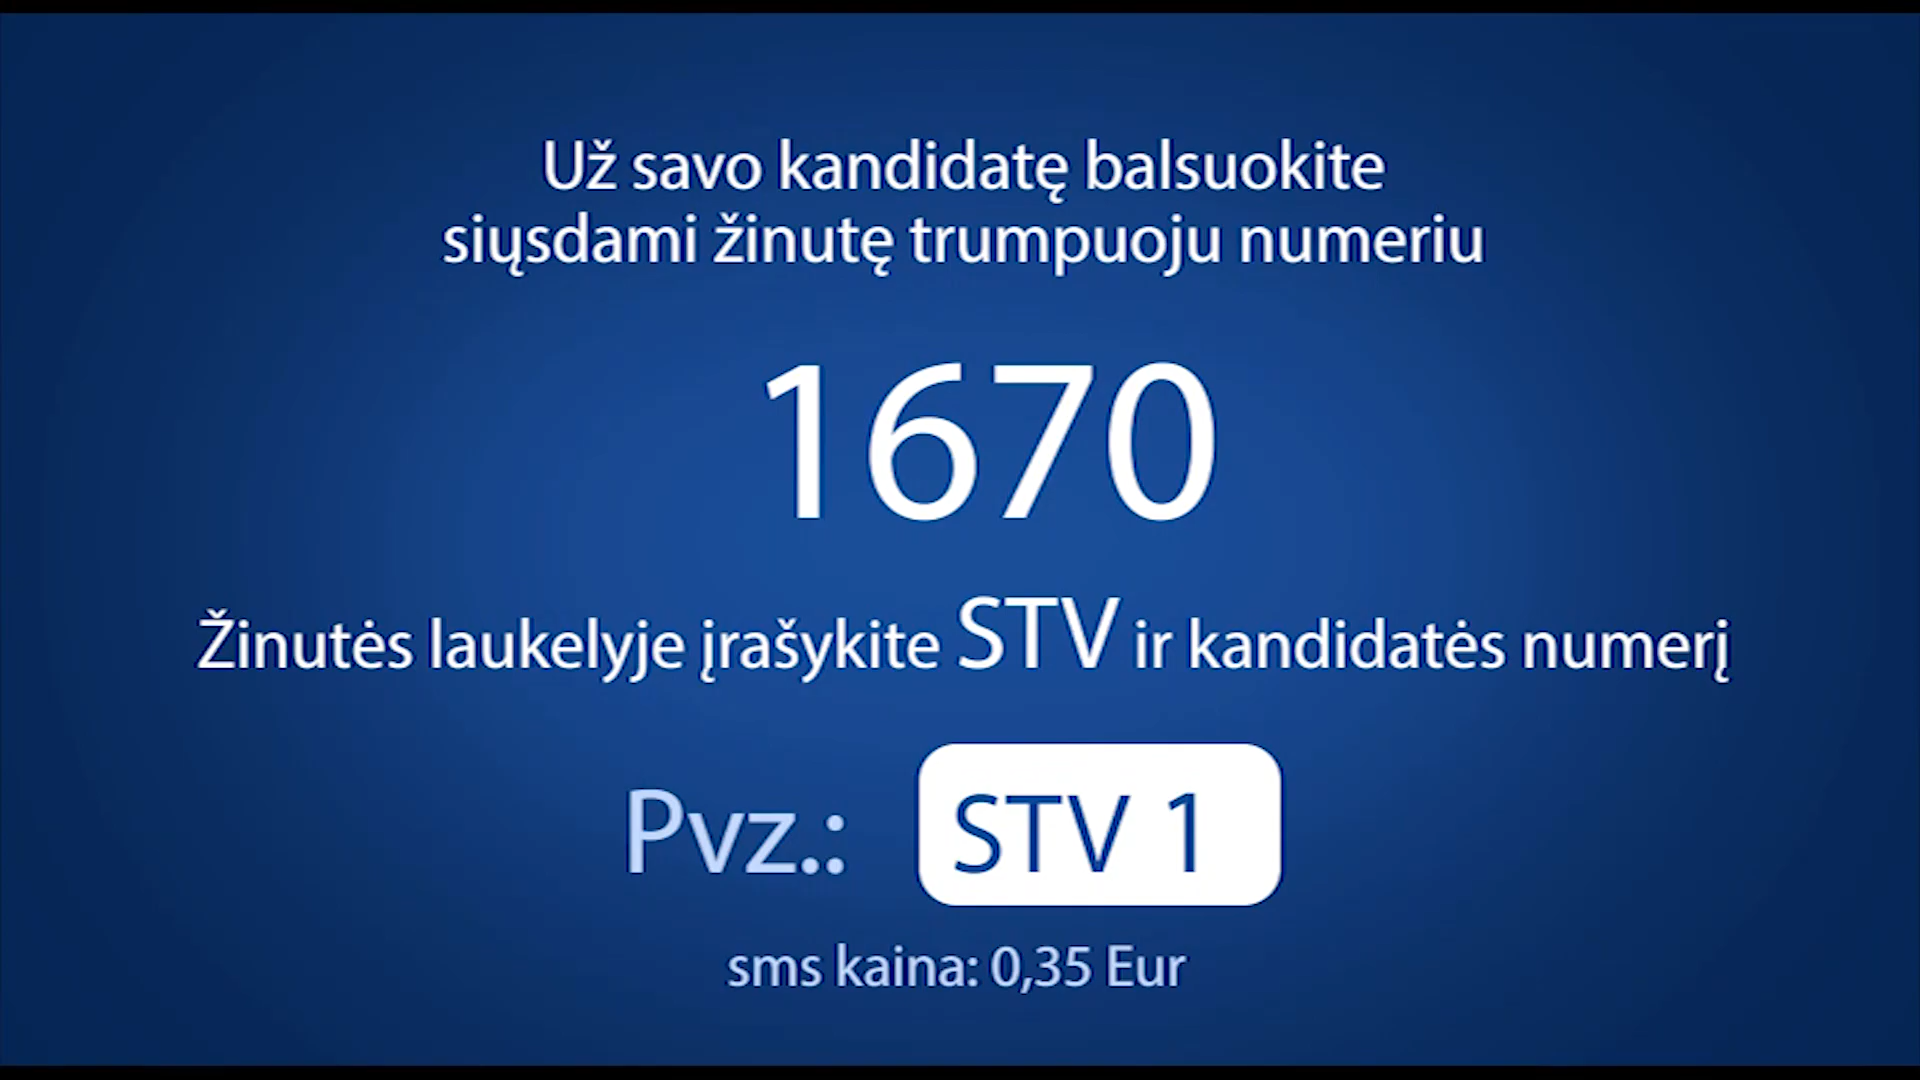 Už savo kandidatę balsuokite
siųsdami žinutę trumpuoju numeriu
1670
Žinutės laukelyje įrašykite STV ir kandidatės numerį
Pvz.: STV 1
sms kaina: 0,35 Eur